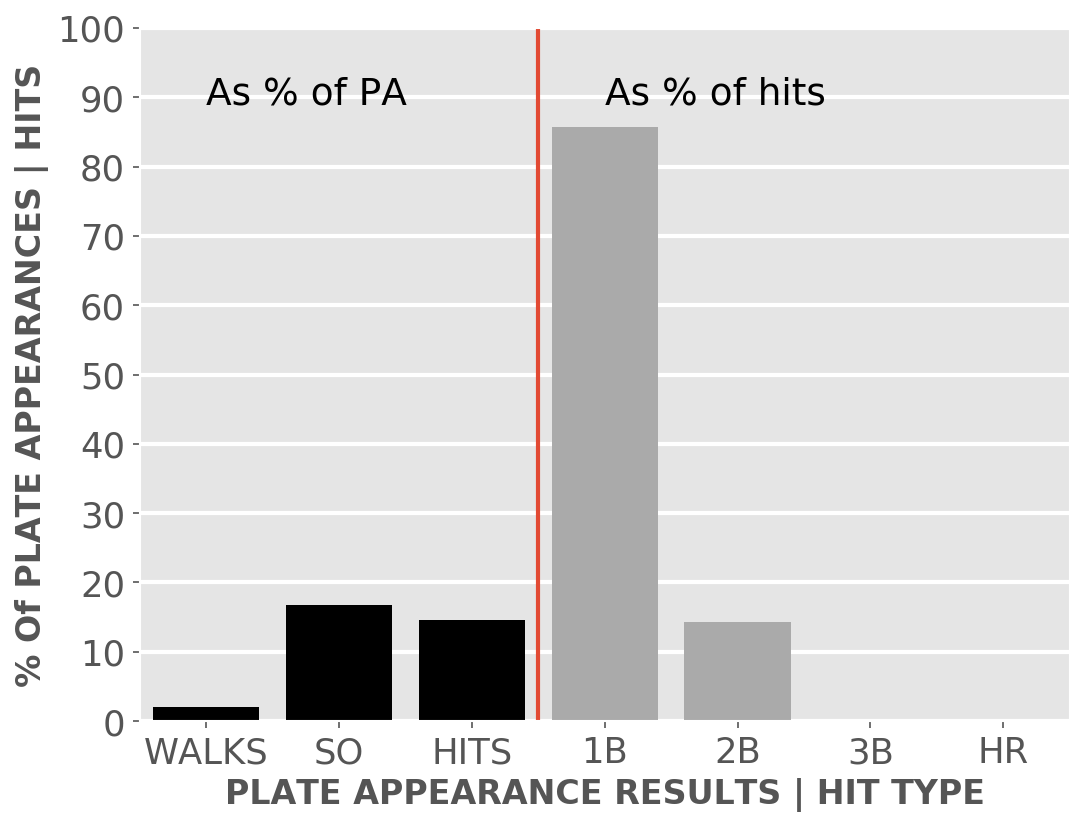 % Of PLATE APPEARANCES | HITS
100
90
80
70
60
50
40
30
20
10
0
As % of PA
As % of hits
WALKS SO HITS 1B 2B 3B HR
PLATE APPEARANCE RESULTS | HIT TYPE